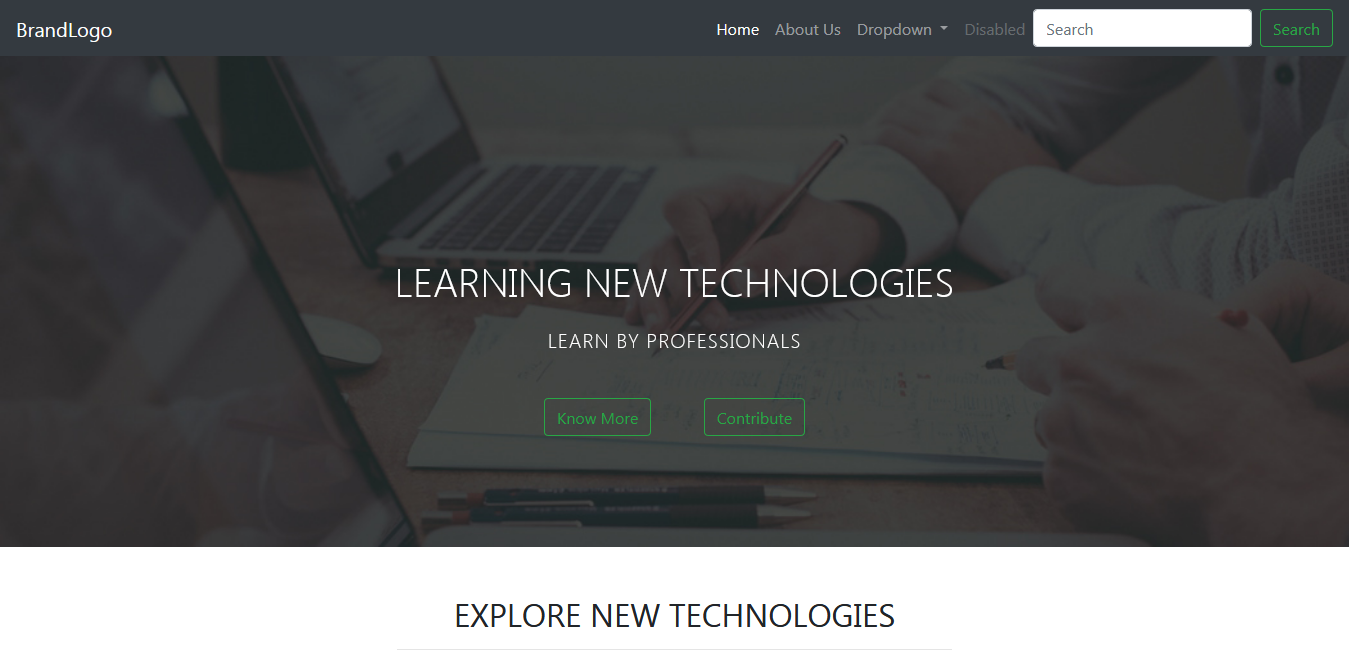 BrandLogo Home About Us Dropdown Disabled Search Search
LEARNING NEW TECHNOLOGIES
LEARN BY PROFESSIONALS
Know More Contribute
EXPLORE NEW TECHNOLOGIES